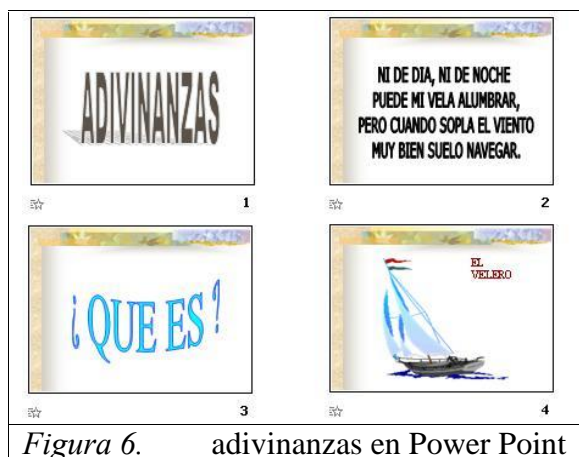 ADIVINANZAS
1
NI DE DIA, NI DE NOCHE
PUEDE MI VELA ALUMBRAR,
PERO CUANDO SOPLA EL VIENTO
MUY BIEN SUELO NAVEGAR.
2
¿ QUE ES ?
3
EL
VELERO
4
Figura 6. adivinanzas en Power Point